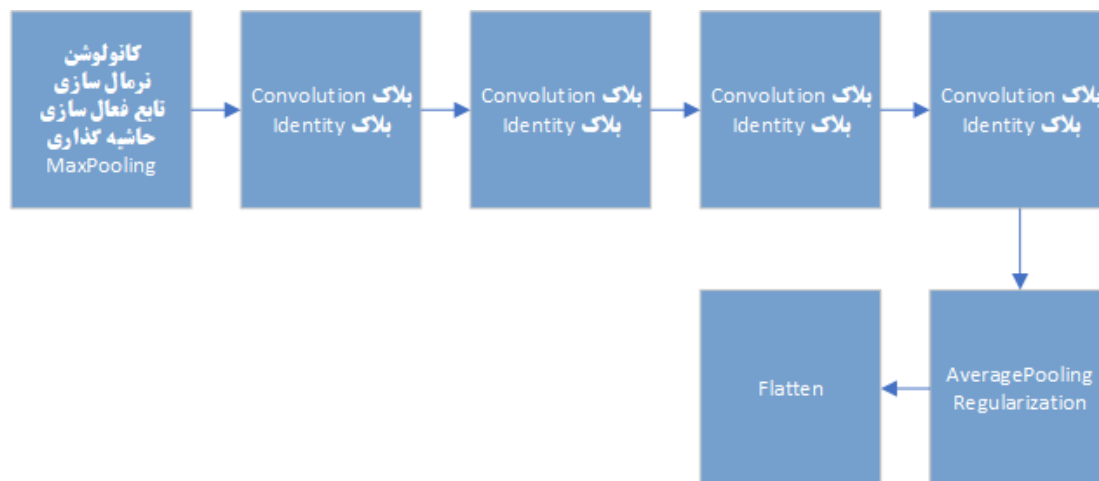 کانولوشن
نرمال سازی
تابع فعال سازی
حاشیه گذاری
MaxPooling
بلاک Convolution
بلاک Identity
بلاک Convolution
بلاک Identity
بلاک Convolution
بلاک Identity
بلاک Convolution
بلاک Identity
AveragePooling
Regularization
Flatten